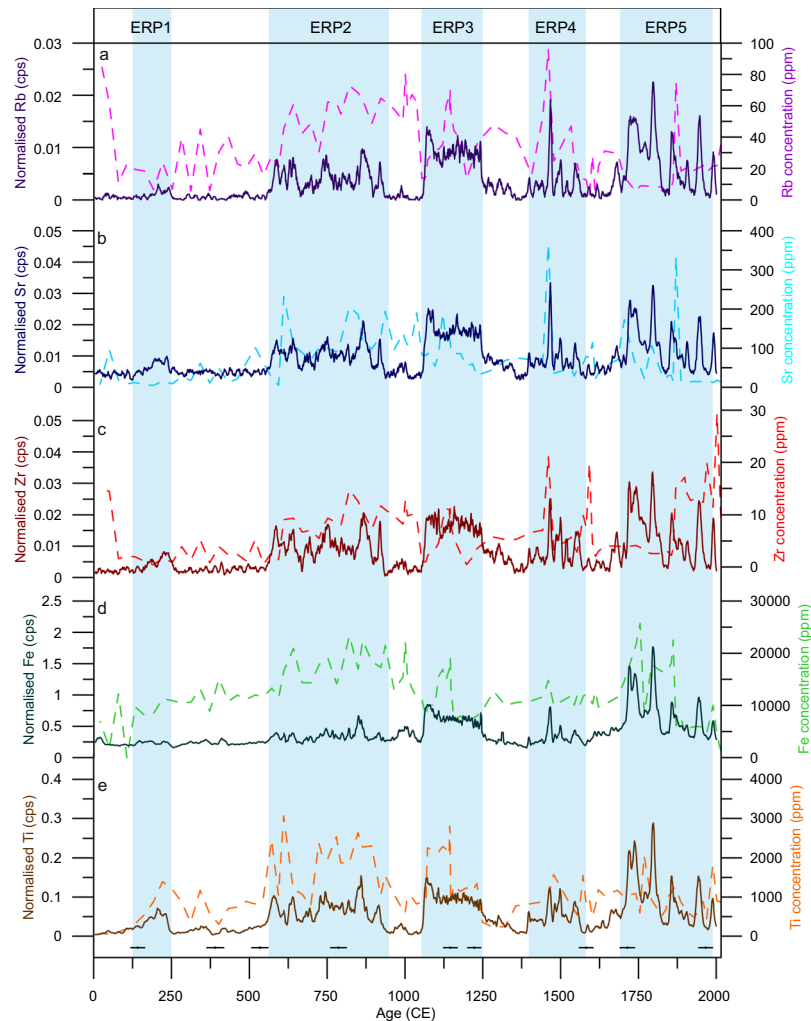 ERP1 ERP2 ERP3 ERP4 ERP5
a
0.03
0.02
0.01
0
Normalised Rb (cps)
100
80
60
40
20
0
Rb concentration (ppm)
b
0.05
0.04
0.03
0.02
0.01
0
Normalised Sr (cps)
400
300
200
100
0
Sr concentration (ppm)
c
0.05
0.04
0.03
0.02
0.01
0
Normalised Zr (cps)
30
20
10
0
Zr concentration (ppm)
d
2.5
2
1.5
1
0.5
0
Normalised Fe (cps)
30000
20000
10000
0
Fe concentration (ppm)
e
0.4
0.3
0.2
0.1
0
Normalised Ti (cps)
4000
3000
2000
1000
0
Ti concentration (ppm)
0 250 500 750 1000 1250 1500 1750 2000
Age (CE)